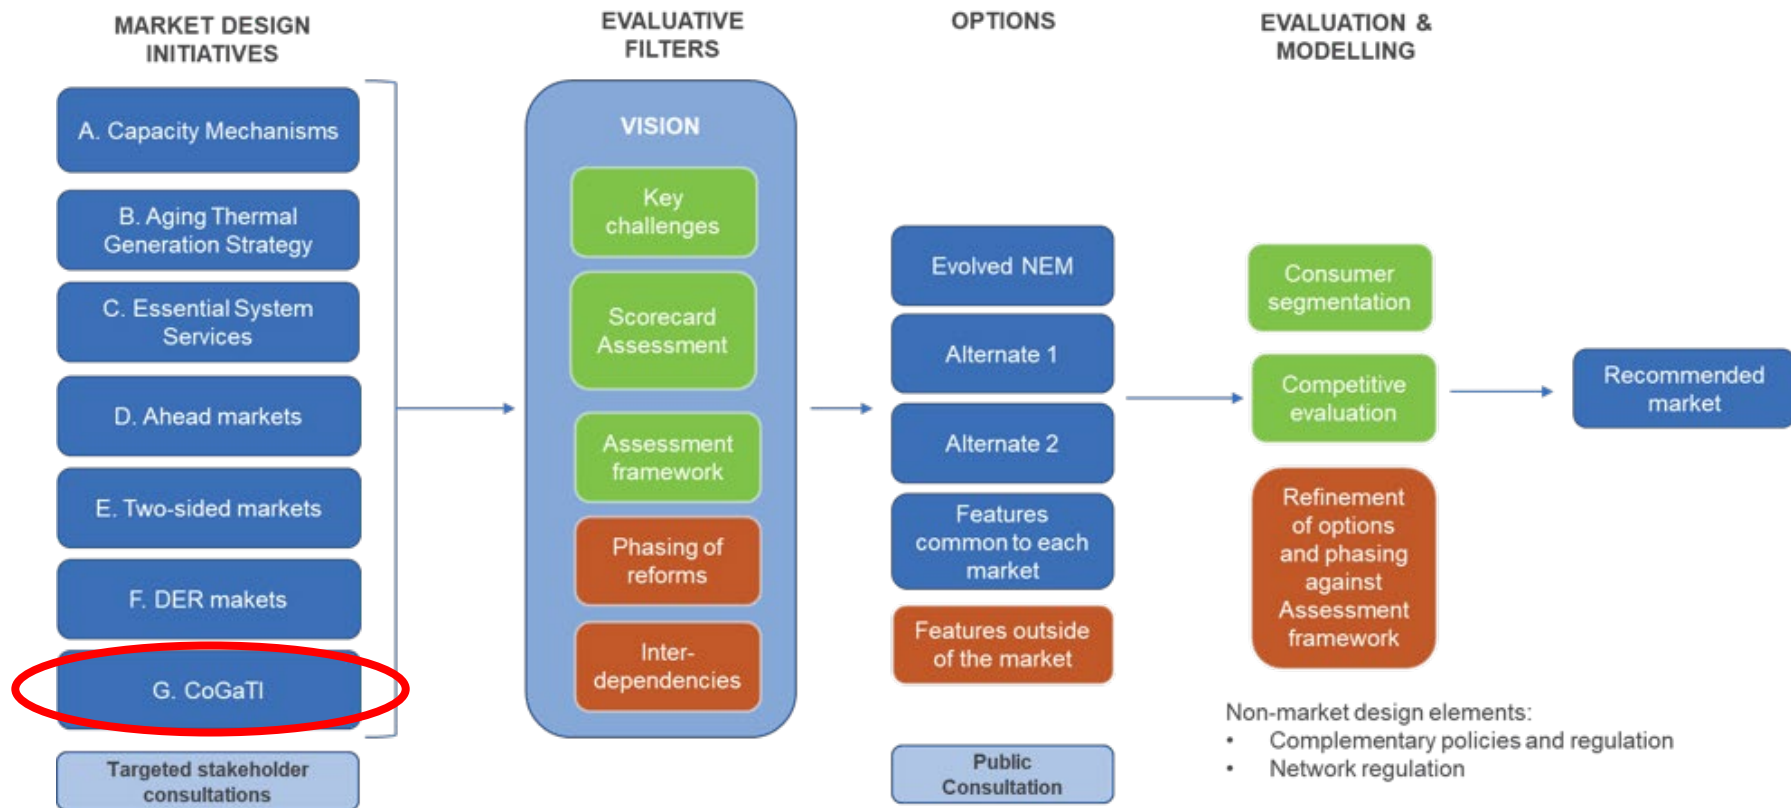 MARKET DESIGN
INITIATIVES
A. Capacity Mechanisms
B. Aging Thermal
Generation Strategy
C. Essential System
Services
D. Ahead markets
E. Two-sided markets
F. DER makets
G. CoGaTI
Targeted stakeholder
consultations
EVALUATIVE
FILTERS
VISION
Key
challenges
Scorecard
Assessment
Assessment
framework
Phasing of
reforms
Inter-
dependencies
OPTIONS
Evolved NEM
Alternate 1
Alternate 2
Features
common to each
market
Features outside
of the market
Public
Consultation
EVALUATION &
MODELLING
Consumer
segmentation
Competitive
evaluation
Refinement
of options
and phasing
against
Assessment
framework
Non-market design elements:
• Complementary policies and regulation
• Network regulation
Recommended
market